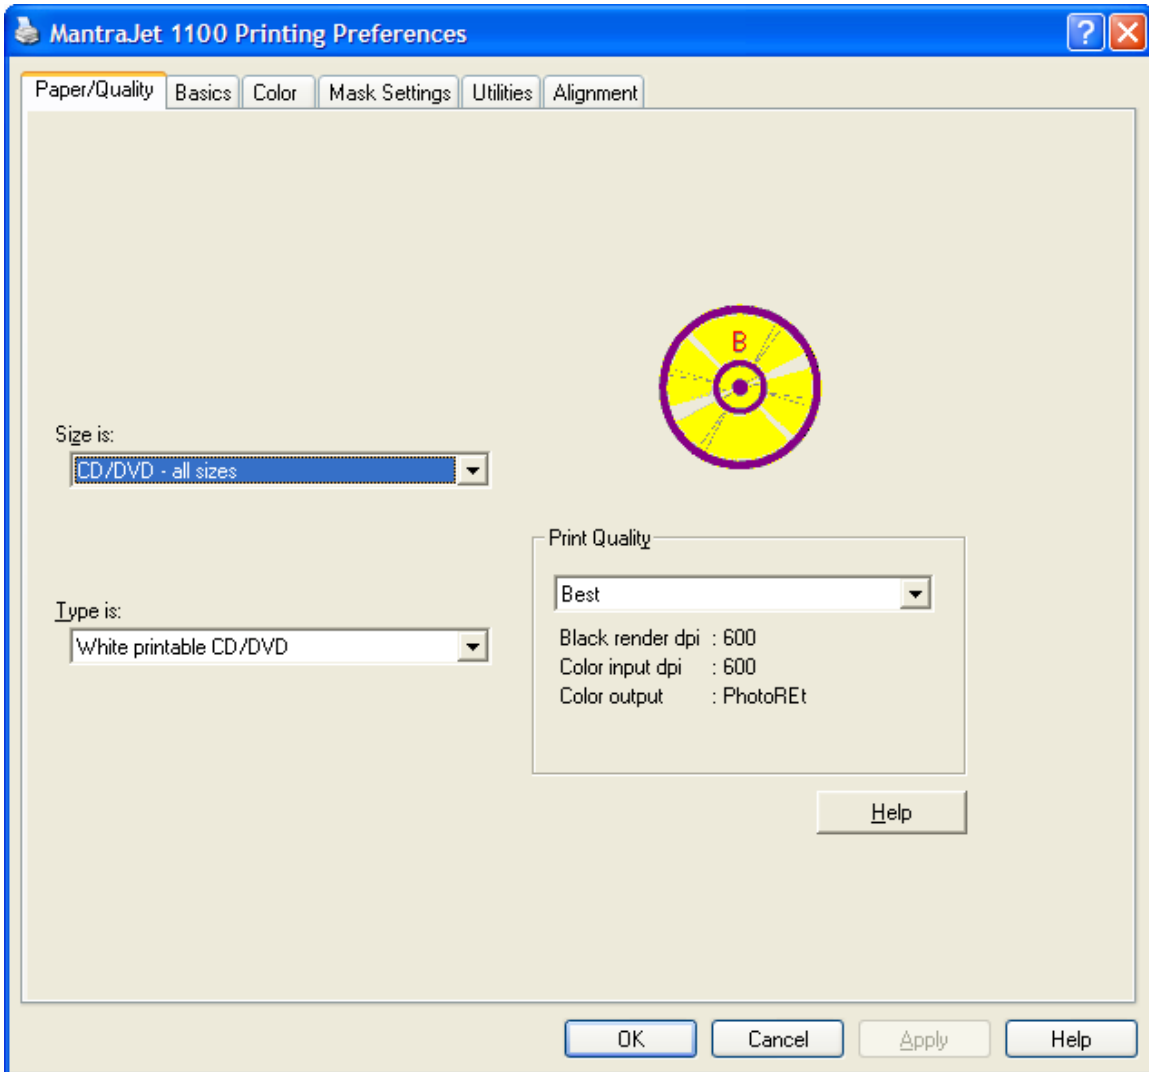 MantraJet 1100 Printing Preferences
Paper/Quality Basics Color Mask Settings Utilities Alignment
B
Size is:
CD/DVD - all sizes
Print Quality
Best
Type is:
White printable CD/DVD
Black render dpi : 600
Color input dpi : 600
Color output : PhotoREt
Help
OK Cancel Apply Help